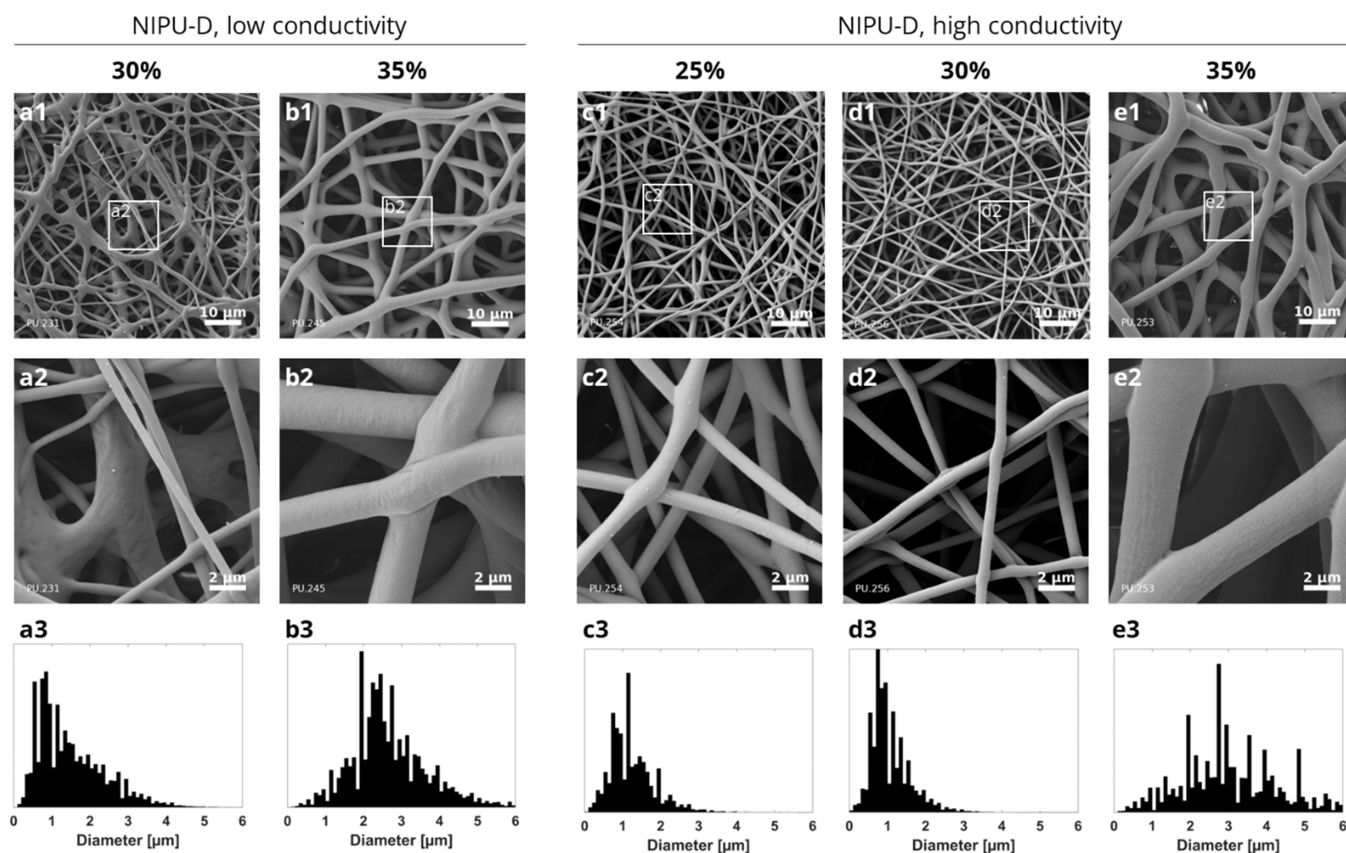 NIPU-D, low conductivity
NIPU-D, high conductivity
30%
35%
25%
30%
35%
a1
b1
c1
d1
e1
a2
b2
c2
d2
e2
10 µm
10 µm
10 µm
10 µm
10 µm
PU.231
PU.245
PU.254
PU.256
PU.253
a2
b2
c2
d2
e2
2 µm
2 µm
2 µm
2 µm
2 µm
PU.231
PU.245
PU.254
PU.256
PU.253
a3
b3
c3
d3
e3
0 1 2 3 4 5 6
0 1 2 3 4 5 6
0 1 2 3 4 5 6
0 1 2 3 4 5 6
0 1 2 3 4 5 6
Diameter [µm]
Diameter [µm]
Diameter [µm]
Diameter [µm]
Diameter [µm]